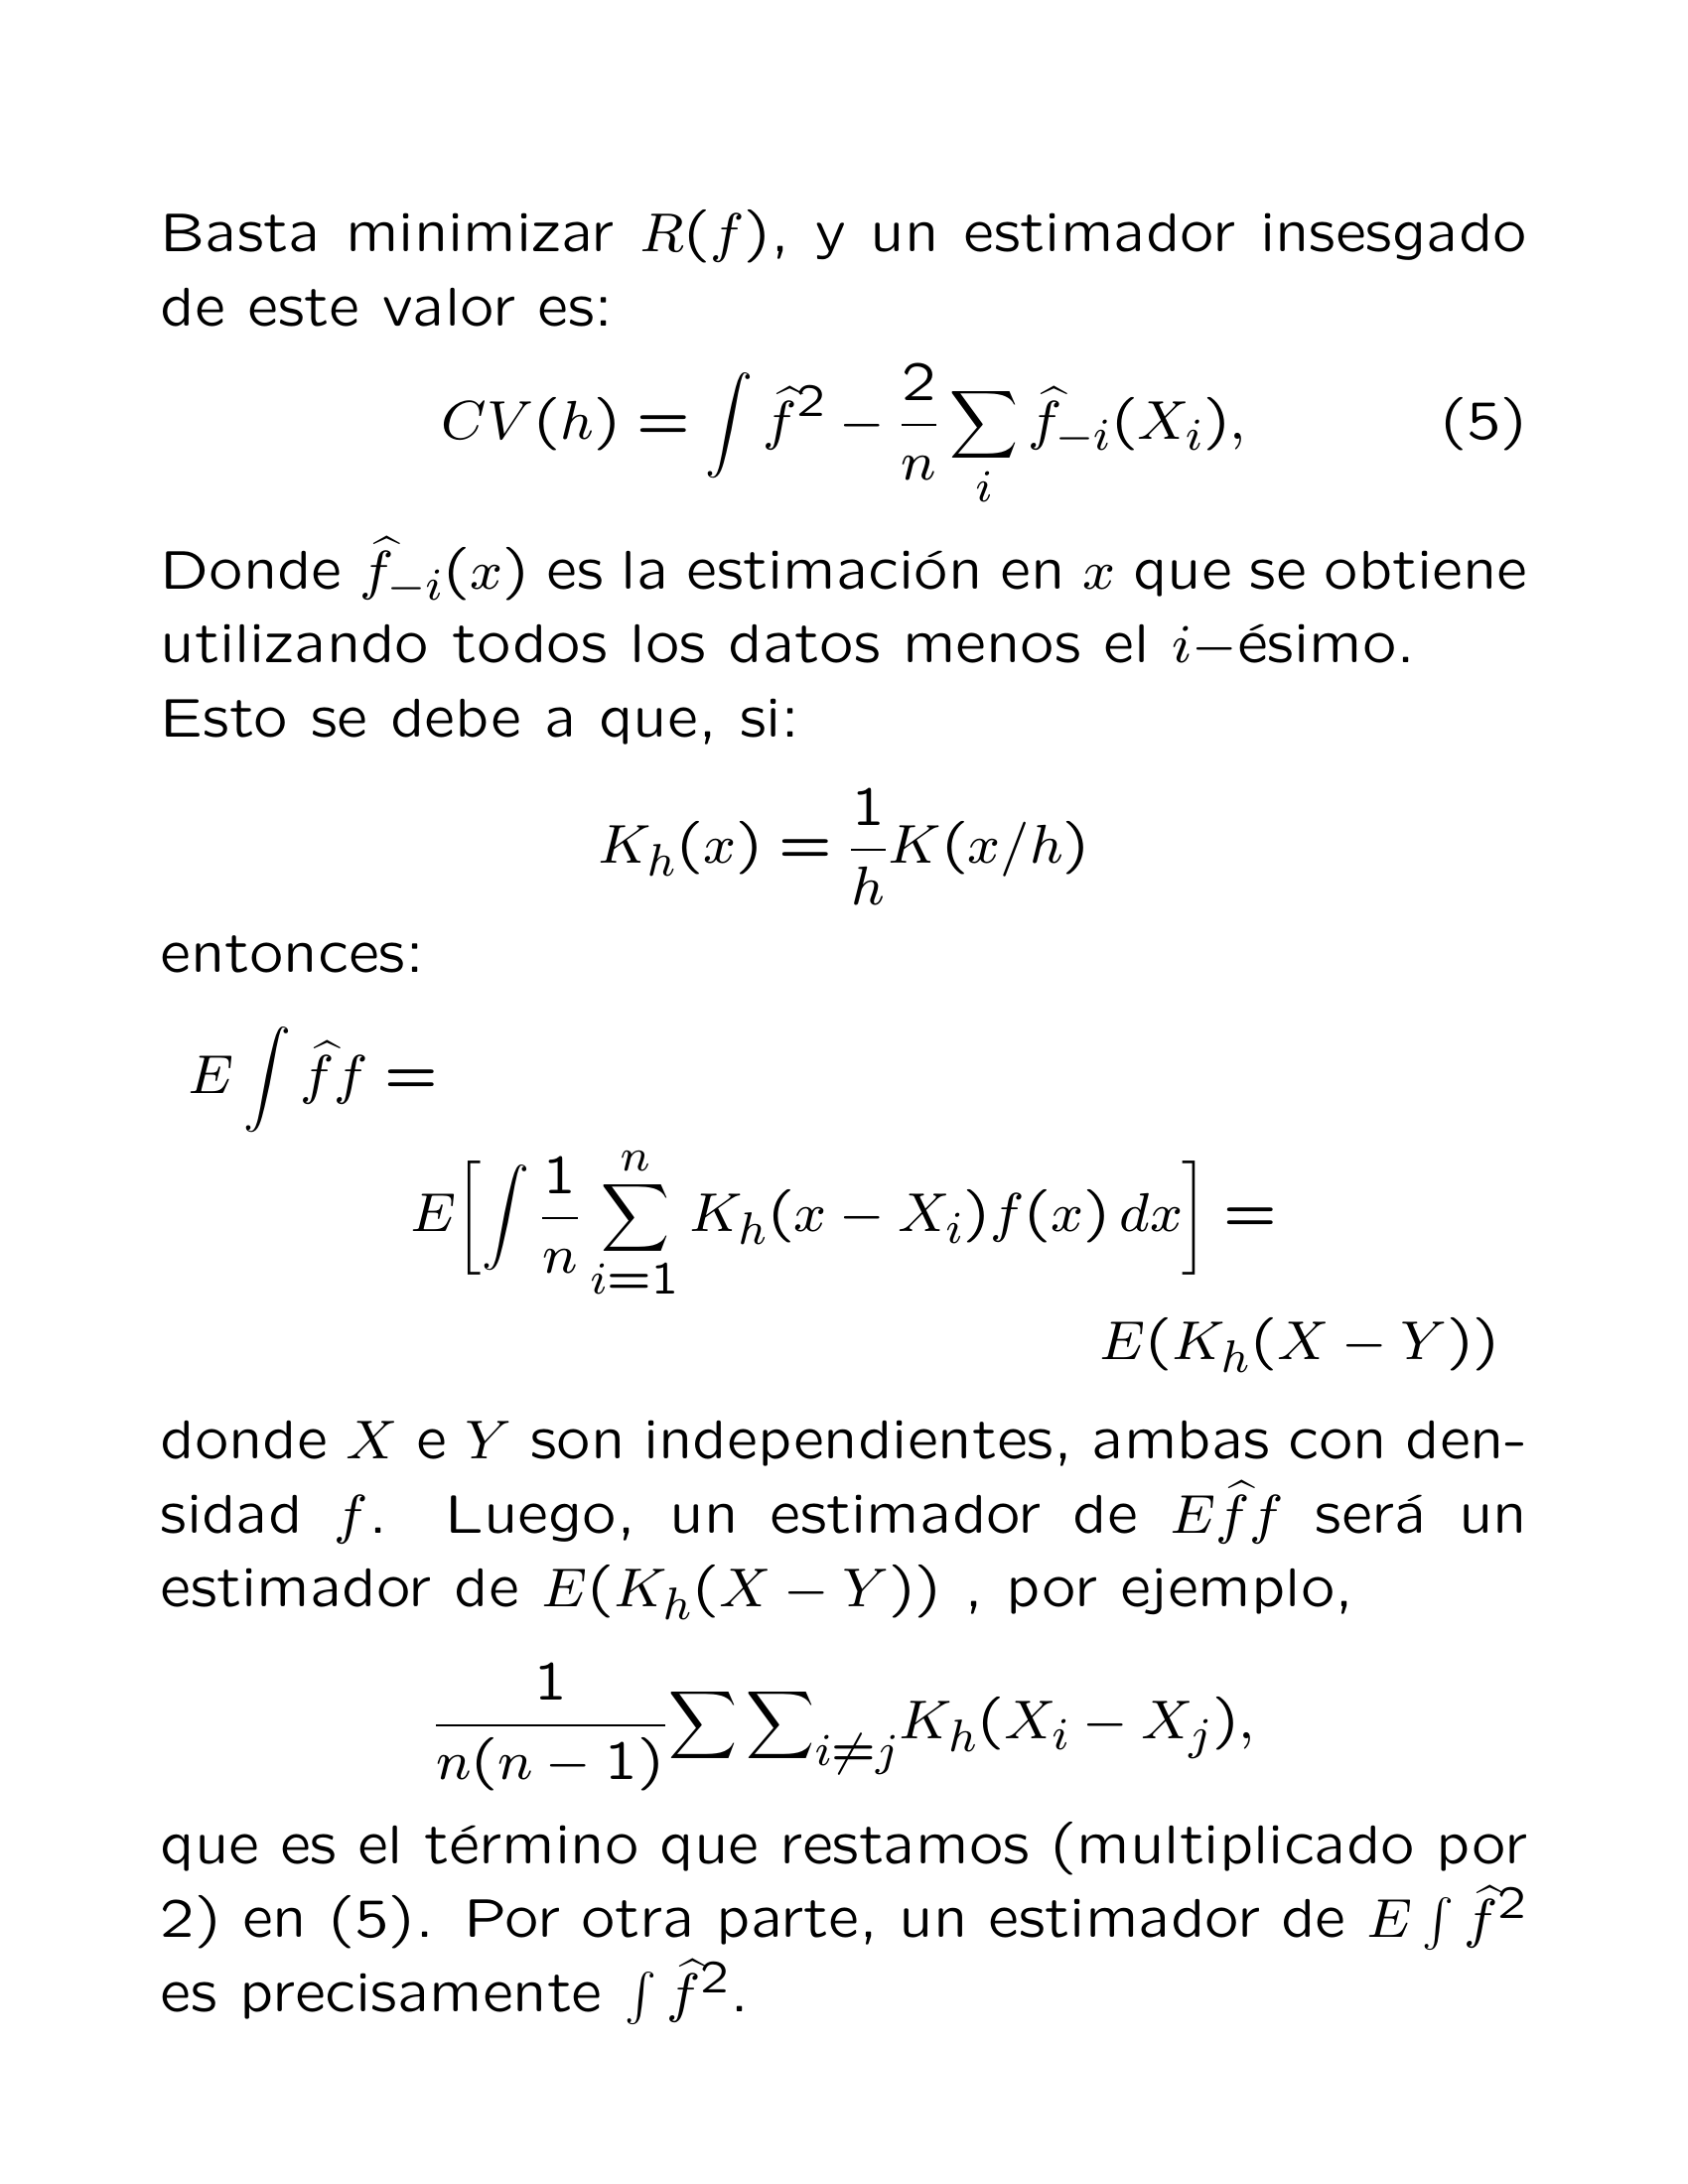 Basta minimizar $R(f)$, y un estimador insesgado
de este valor es:
$$CV(h) = \int \widehat{f}^2 - \frac{2}{n} \sum_i \widehat{f}_{-i}(X_i), \quad (5)$$
Donde $\widehat{f}_{-i}(x)$ es la estimación en $x$ que se obtiene
utilizando todos los datos menos el $i-$ésimo.
Esto se debe a que, si:
$$K_h(x) = \frac{1}{h} K(x/h)$$
entonces:
$$E \int \widehat{f} f =$$
$$E \left[ \int \frac{1}{n} \sum_{i=1}^{n} K_h(x - X_i) f(x) \, dx \right] =$$
$$E(K_h(X - Y))$$
donde $X$ e $Y$ son independientes, ambas con den-
sidad $f$. Luego, un estimador de $E\widehat{f}f$ será un
estimador de $E(K_h(X - Y))$ , por ejemplo,
$$\frac{1}{n(n-1)} \sum \sum_{i \neq j} K_h(X_i - X_j),$$
que es el término que restamos (multiplicado por
2) en (5). Por otra parte, un estimador de $E \int \widehat{f}^2$
es precisamente $\int \widehat{f}^2$.